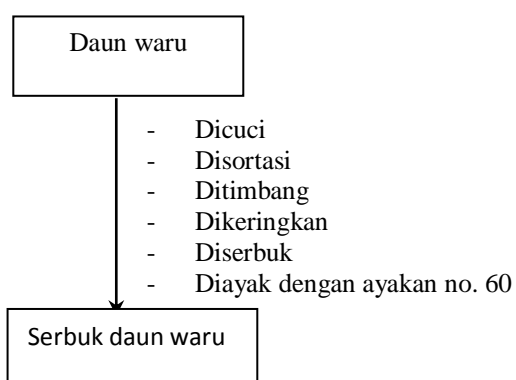 Daun waru
- Dicuci
- Disortasi
- Ditimbang
- Dikeringkan
- Diserbuk
- Diayak dengan ayakan no. 60
Serbuk daun waru